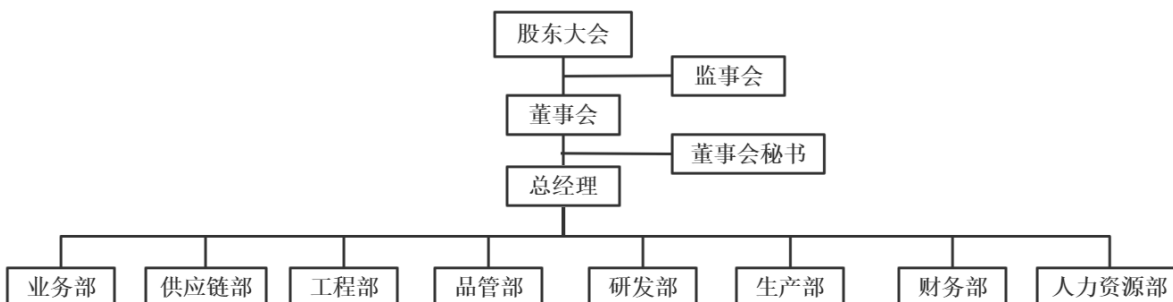 股东大会
监事会
董事会
董事会秘书
总经理
业务部 供应链部 工程部 品管部 研发部 生产部 财务部 人力资源部